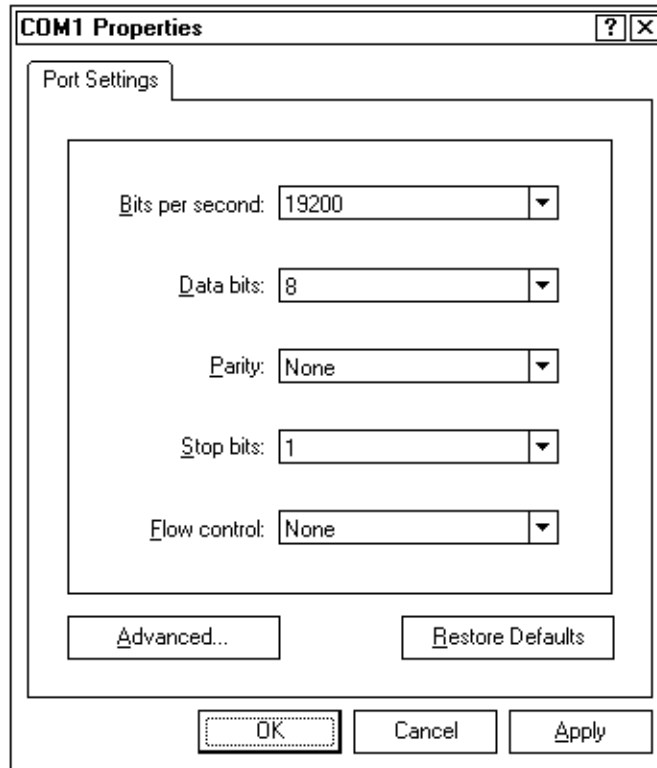 COM1 Properties ? X
Port Settings
Bits per second: 19200
Data bits: 8
Parity: None
Stop bits: 1
Flow control: None
Advanced... Restore Defaults
OK Cancel Apply